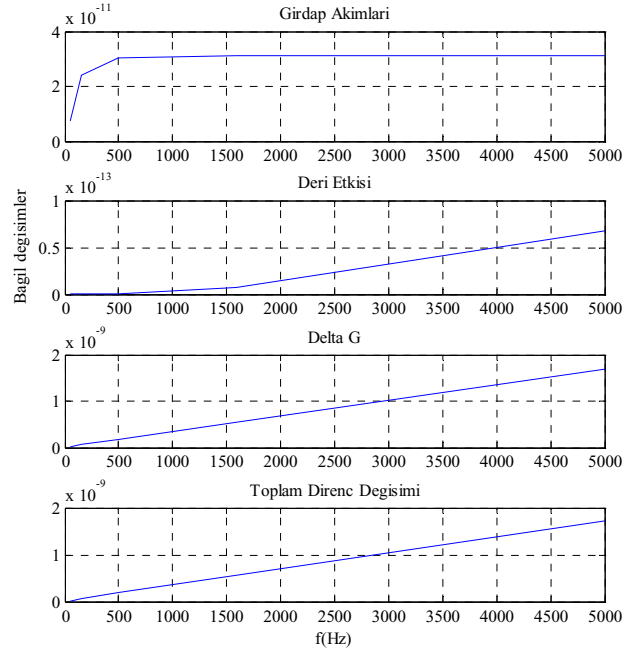 Girdap Akimlari
x 10^-11
4
2
0
0 500 1000 1500 2000 2500 3000 3500 4000 4500 5000
Deri Etkisi
x 10^-13
1
0.5
0
0 500 1000 1500 2000 2500 3000 3500 4000 4500 5000
Bagil degisimler
Delta G
x 10^-9
2
1
0
0 500 1000 1500 2000 2500 3000 3500 4000 4500 5000
Toplam Direnc Degisimi
x 10^-9
2
1
0
0 500 1000 1500 2000 2500 3000 3500 4000 4500 5000
f(Hz)